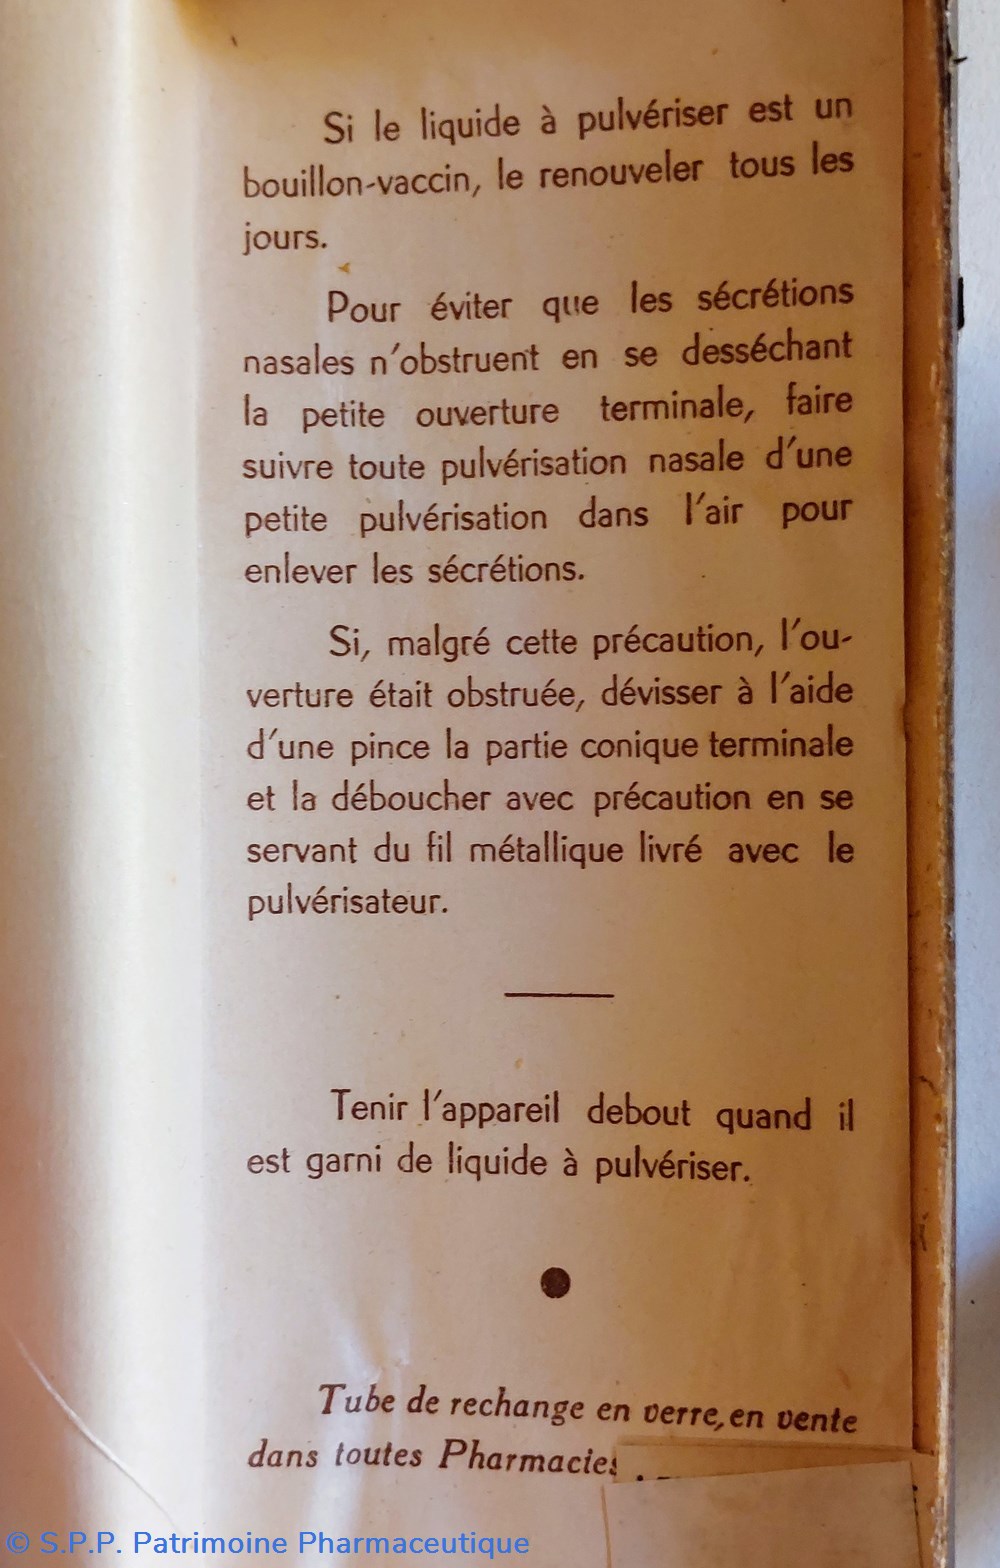 Si le liquide à pulvériser est un
bouillon-vaccin, le renouveler tous les
jours.
Pour éviter que les sécrétions
nasales n'obstruent en se desséchant
la petite ouverture terminale, faire
suivre toute pulvérisation nasale d'une
petite pulvérisation dans l'air pour
enlever les sécrétions.
Si, malgré cette précaution, l'ou-
verture était obstruée, dévisser à l'aide
d'une pince la partie conique terminale
et la déboucher avec précaution en se
servant du fil métallique livré avec le
pulvérisateur.
Tenir l'appareil debout quand il
est garni de liquide à pulvériser.
Tube de rechange en verre, en vente
dans toutes Pharmacies
© S.P.P. Patrimoine Pharmaceutique